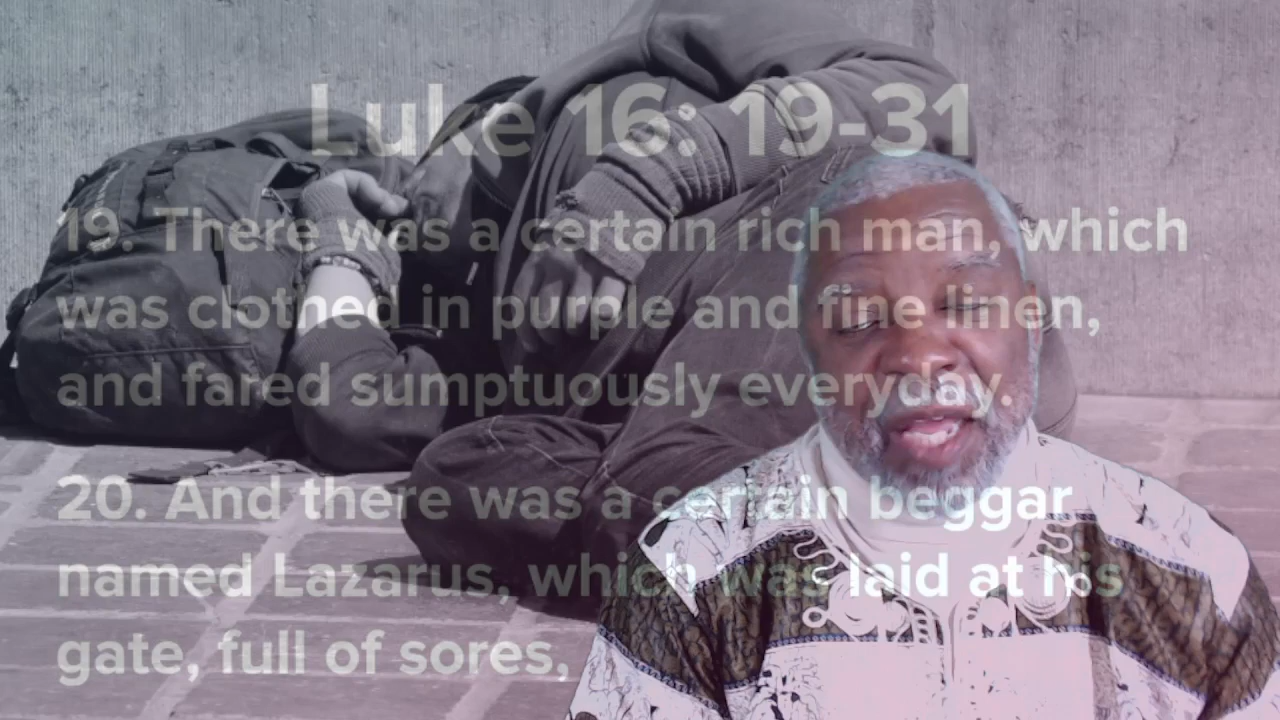 Luke 16: 19-31
19. There was a certain rich man, which
was clothed in purple and fine linen,
and fared sumptuously everyday.
20. And there was a certain beggar
named Lazarus, which was laid at his
gate, full of sores,